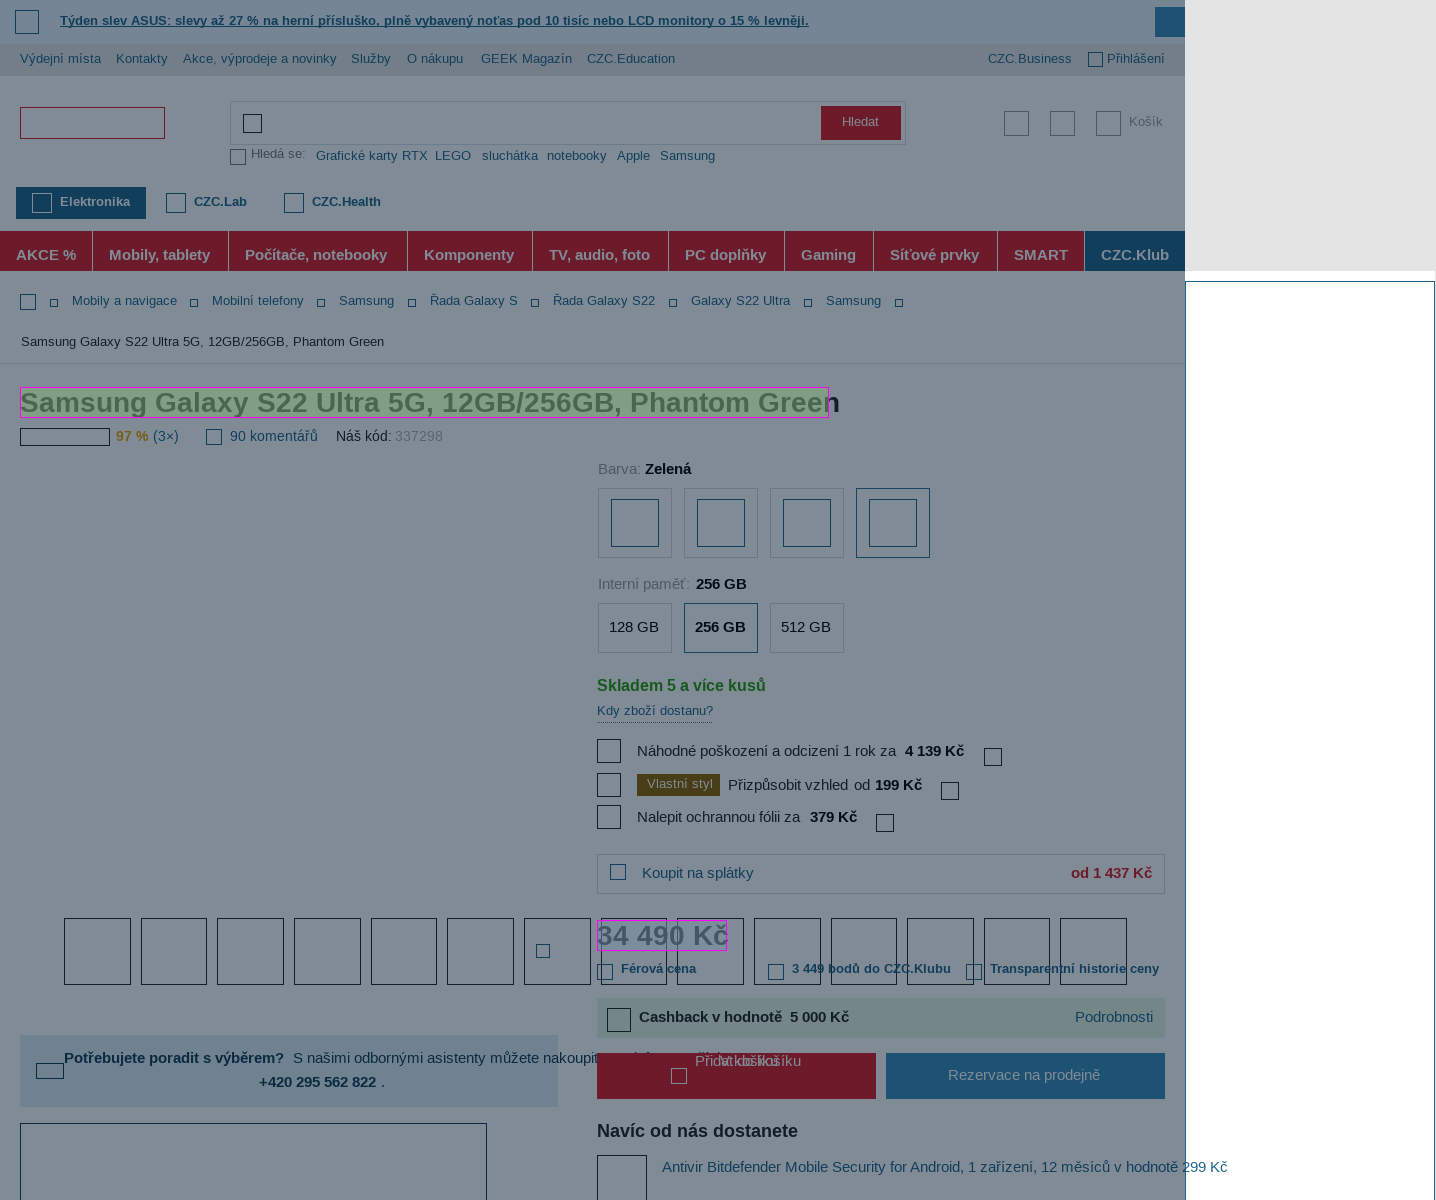 Týden slev ASUS: slevy až 27 % na herní přísluško, plně vybavený noťas pod 10 tisíc nebo LCD monitory o 15 % levněji.
Výdejní místa Kontakty Akce, výprodeje a novinky Služby O nákupu GEEK Magazín CZC.Education CZC.Business Přihlášení
Hledat Košík
Hledá se: Grafické karty RTX LEGO sluchátka notebooky Apple Samsung
Elektronika CZC.Lab CZC.Health
AKCE % Mobily, tablety Počítače, notebooky Komponenty TV, audio, foto PC doplňky Gaming Síťové prvky SMART CZC.Klub
Mobily a navigace Mobilní telefony Samsung Řada Galaxy S Řada Galaxy S22 Galaxy S22 Ultra Samsung
Samsung Galaxy S22 Ultra 5G, 12GB/256GB, Phantom Green
Samsung Galaxy S22 Ultra 5G, 12GB/256GB, Phantom Green
97 % (3×) 90 komentářů Náš kód: 337298
Barva: Zelená
Interní paměť: 256 GB
128 GB 256 GB 512 GB
Skladem 5 a více kusů
Kdy zboží dostanu?
Náhodné poškození a odcizení 1 rok za 4 139 Kč
Vlastní styl Přizpůsobit vzhled od 199 Kč
Nalepit ochrannou fólii za 379 Kč
Koupit na splátky od 1 437 Kč
34 490 Kč
Férová cena 3 449 bodů do CZC.Klubu Transparentní historie ceny
Cashback v hodnotě 5 000 Kč Podrobnosti
Potřebujete poradit s výběrem? S našimi odbornými asistenty můžete nakoupit
+420 295 562 822 .
Přidat do košíku
V košíku
Rezervace na prodejně
Navíc od nás dostanete
Antivir Bitdefender Mobile Security for Android, 1 zařízení, 12 měsíců v hodnotě 299 Kč